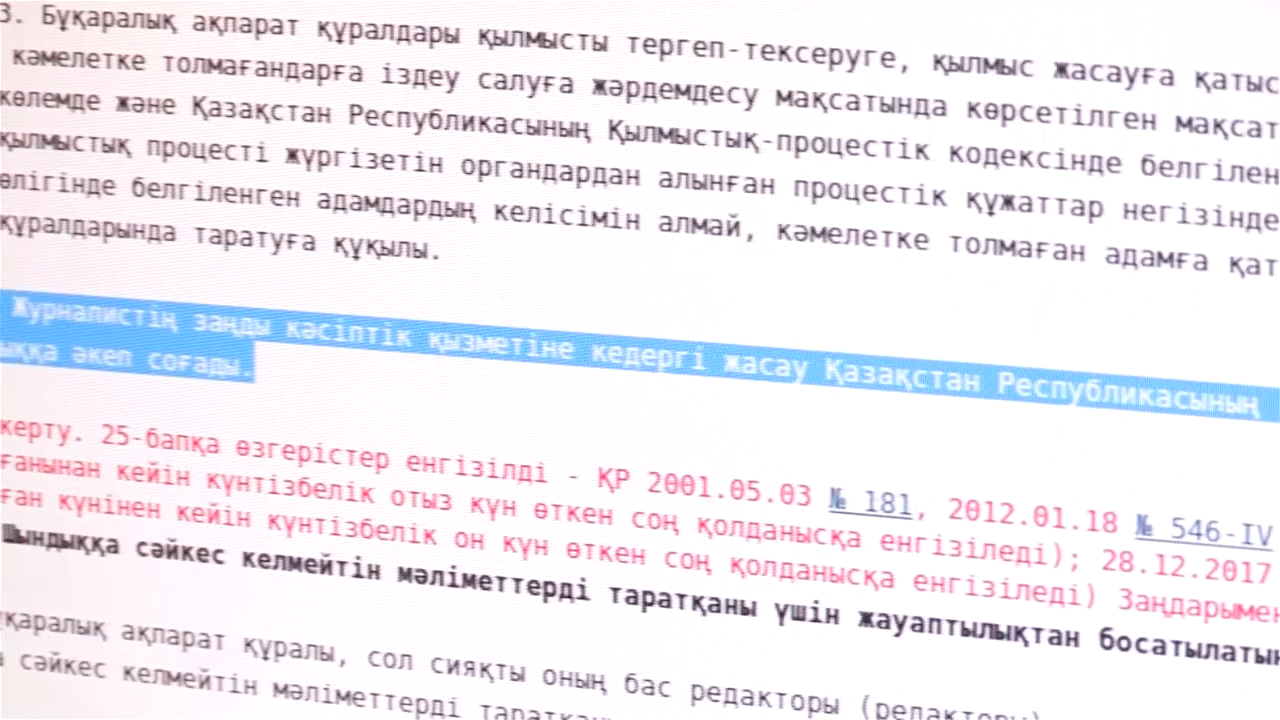 3. Бұқаралық ақпарат құралдары қылмысты тергеп-тексеруге, қылмыс жасауға қатыс
кәмелетке толмағандарға іздеу салуға жәрдемдесу мақсатында көрсетілген мақсат
көлемде және Қазақстан Республикасының Қылмыстық-процестік кодексінде белгілен
қылмыстық процесті жүргізетін органдардан алынған процестік құжаттар негізінде
өлігінде белгіленген адамдардың келісімін алмай, кәмелетке толмаған адамға қат
құралдарында таратуға құқылы.
Журналистің заңды кәсіптік қызметіне кедергі жасау Қазақстан Республикасының
ыққа әкеп соғады.
керту. 25-бапқа өзгерістер енгізілді - ҚР 2001.05.03 № 181, 2012.01.18 № 546-IV
ғанынан кейін күнтізбелік отыз күн өткен соң қолданысқа енгізіледі); 28.12.2017
ған күнінен кейін күнтізбелік он күн өткен соң қолданысқа енгізіледі) Заңдарымен
Шындыққа сәйкес келмейтін мәліметтерді таратқаны үшін жауаптылықтан босатылатын
ұқаралық ақпарат құралы, сол сияқты оның бас редакторы (редакторы)
сәйкес келмейтін мәліметтерді